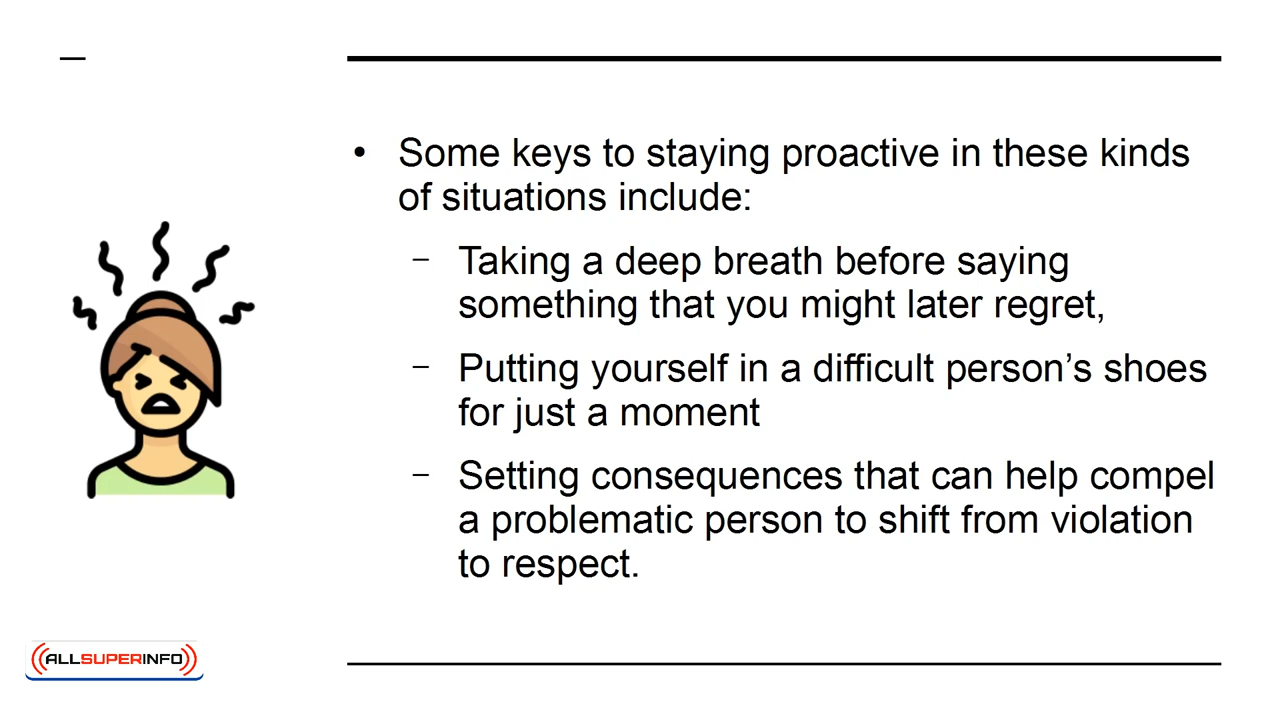 • Some keys to staying proactive in these kinds
of situations include:
– Taking a deep breath before saying
something that you might later regret,
– Putting yourself in a difficult person’s shoes
for just a moment
– Setting consequences that can help compel
a problematic person to shift from violation
to respect.
ALLSUPERINFO